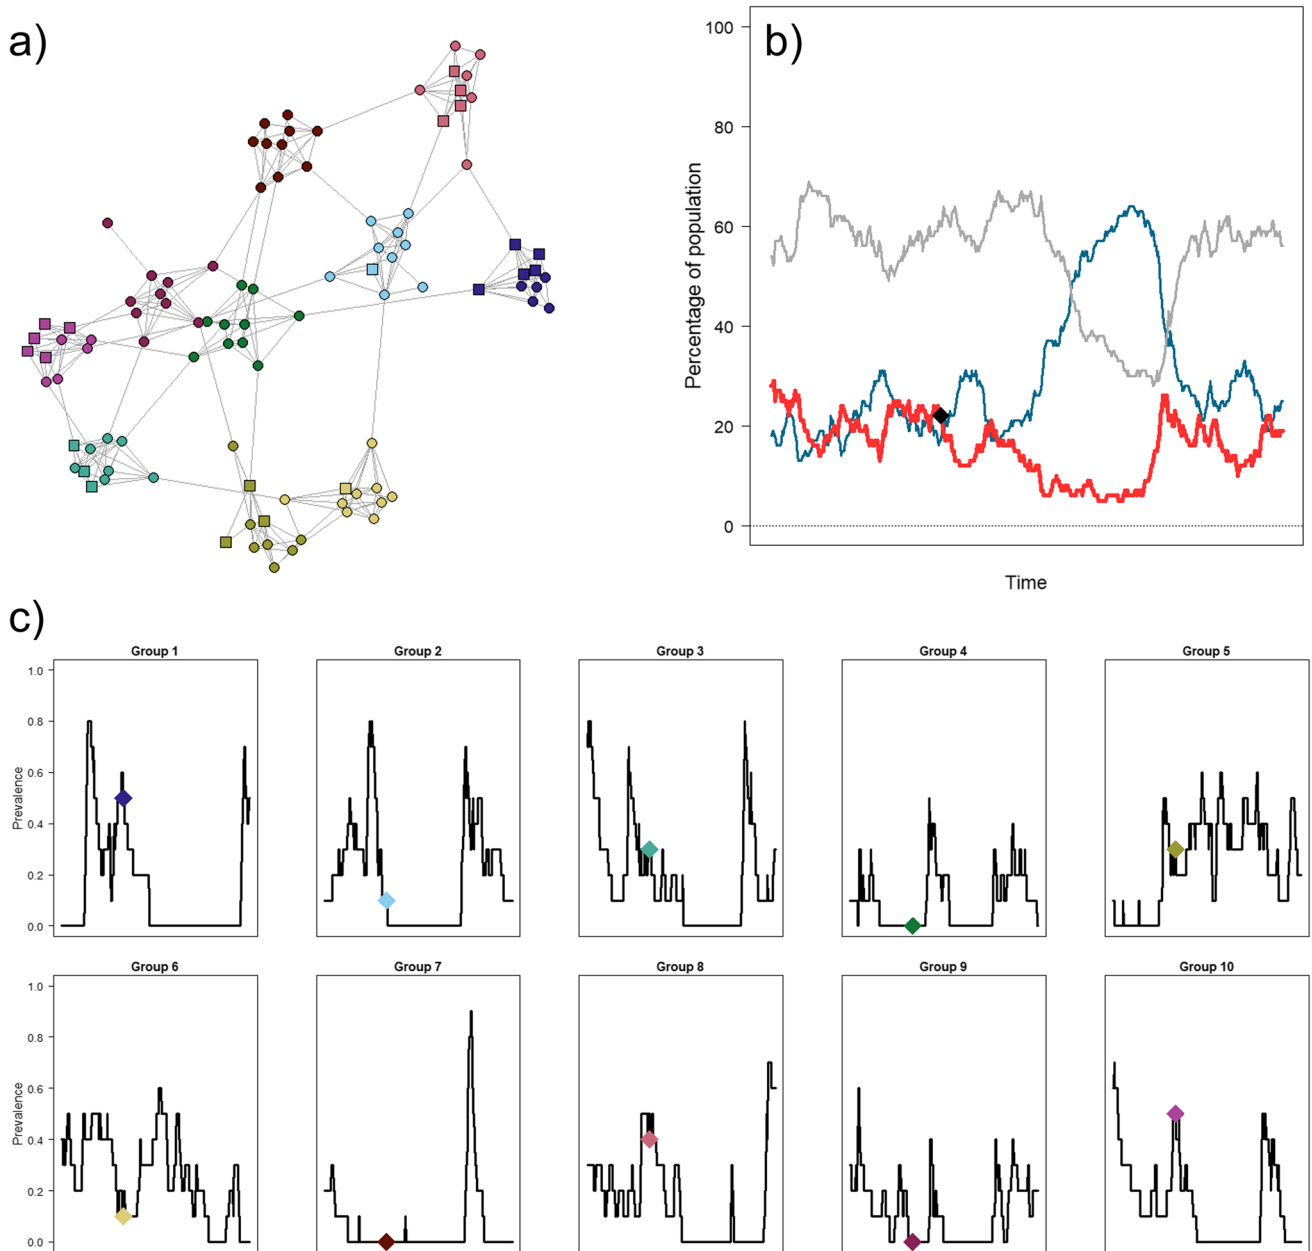 a)
b)
100
80
60
40
20
0
Percentage of population
Time
c)
Group 1
Group 2
Group 3
Group 4
Group 5
1.0
0.8
0.6
0.4
0.2
0.0
Prevalence
Group 6
Group 7
Group 8
Group 9
Group 10
1.0
0.8
0.6
0.4
0.2
0.0
Prevalence